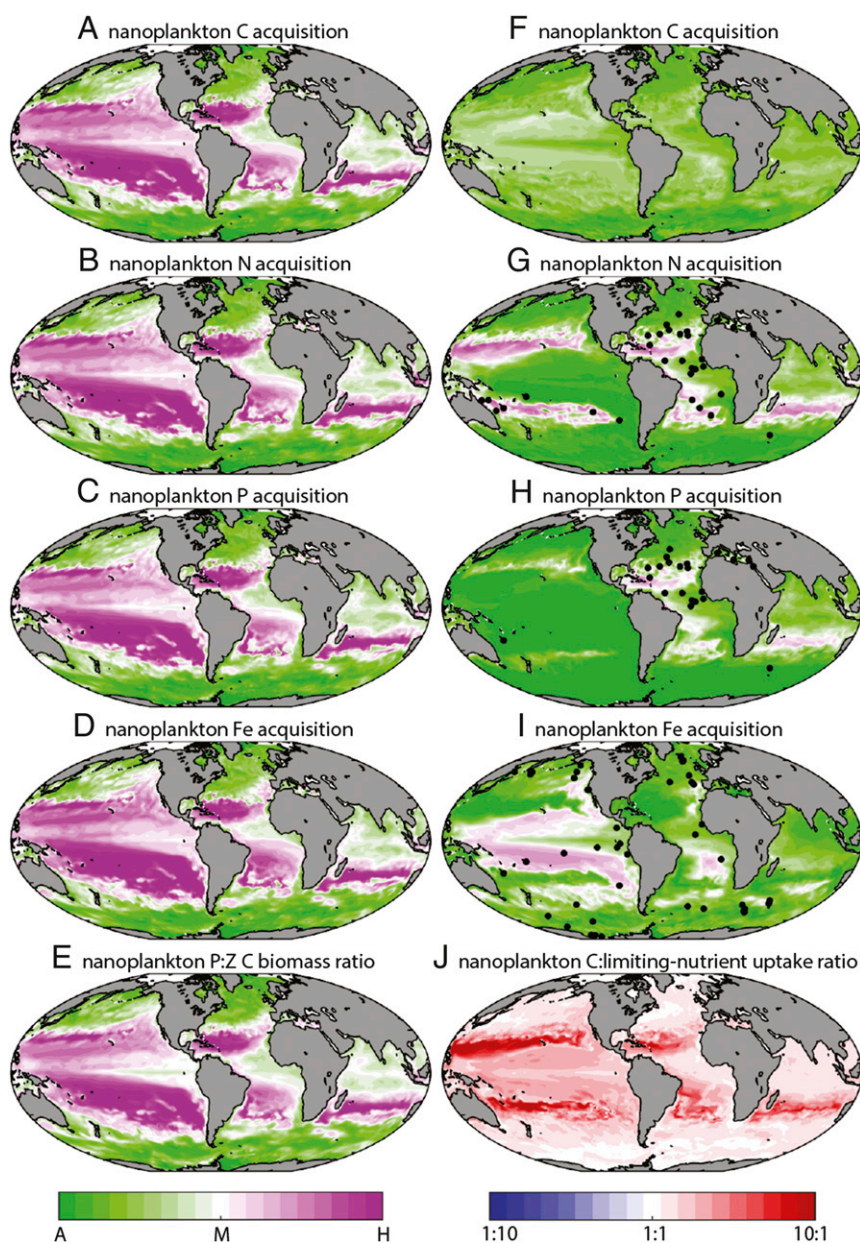 A nanoplankton C acquisition
F nanoplankton C acquisition
B nanoplankton N acquisition
G nanoplankton N acquisition
C nanoplankton P acquisition
H nanoplankton P acquisition
D nanoplankton Fe acquisition
I nanoplankton Fe acquisition
E nanoplankton P:Z C biomass ratio
J nanoplankton C:limiting-nutrient uptake ratio
A M H
1:10 1:1 10:1